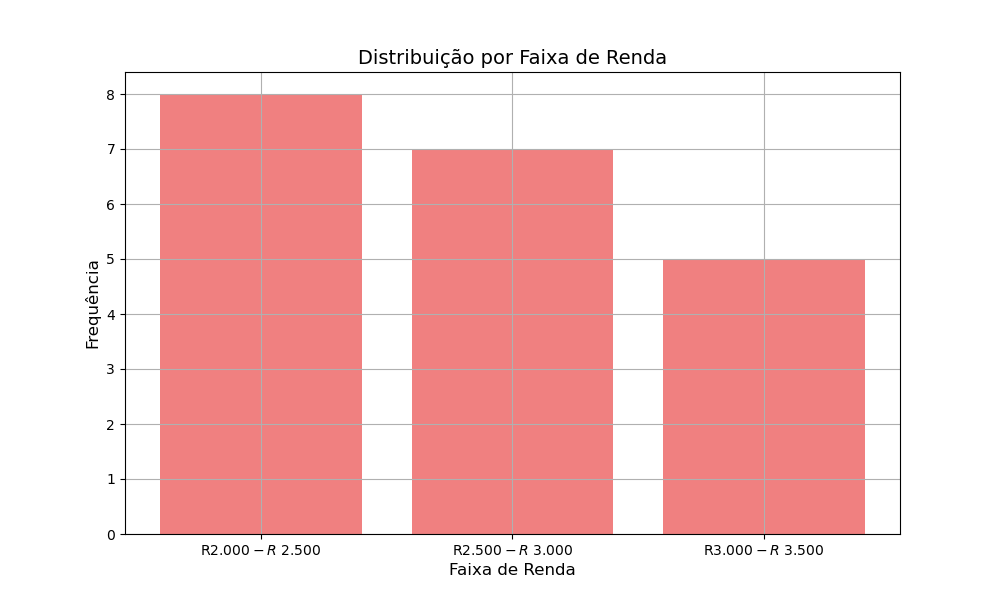 Distribuição por Faixa de Renda
8
7
6
5
4
3
2
1
0
Frequência
R2.000 − R 2.500
R2.500 − R 3.000
R3.000 − R 3.500
Faixa de Renda